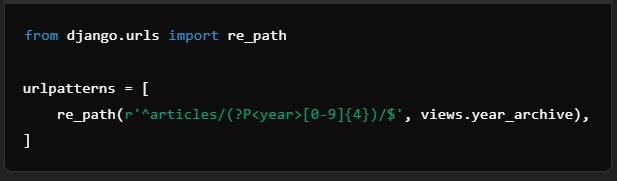 from django.urls import re_path
urlpatterns = [
    re_path(r'^articles/(?P<year>[0-9]{4})/$', views.year_archive),
]